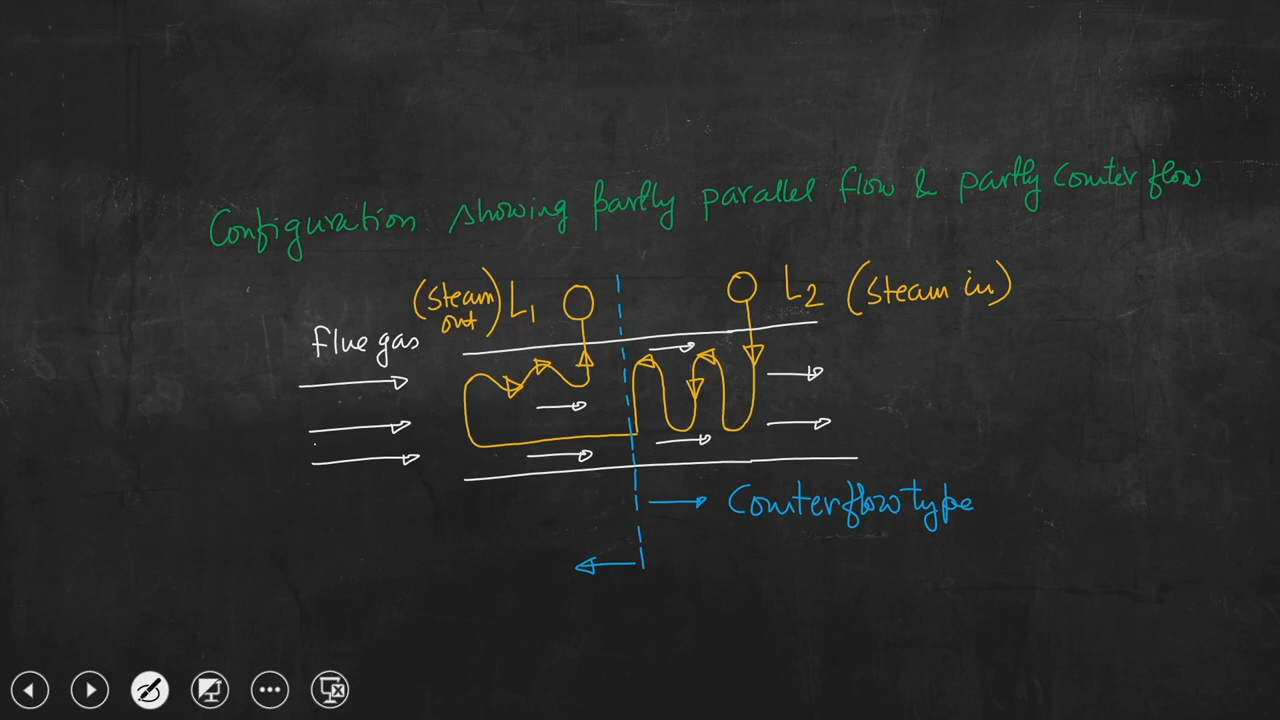 Configuration showing partly parallel flow & partly counter flow
(steam out) L1
L2 (steam in)
flue gas
Counterflow type